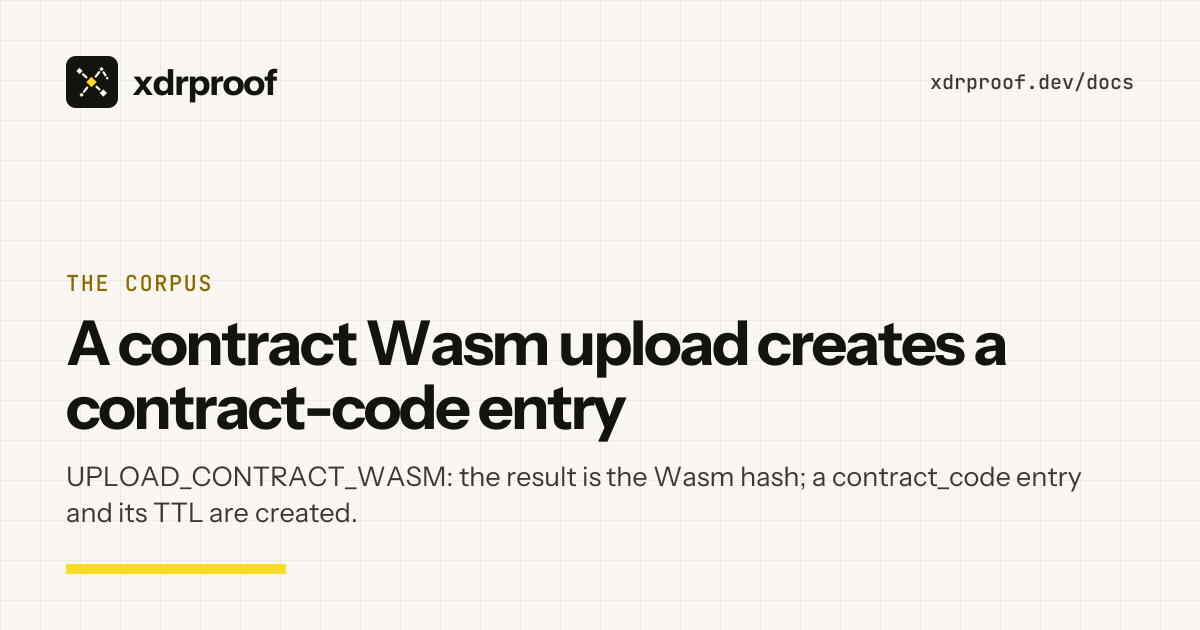 xdrproof
xdrproof.dev/docs
THE CORPUS
A contract Wasm upload creates a
contract-code entry
UPLOAD_CONTRACT_WASM: the result is the Wasm hash; a contract_code entry
and its TTL are created.